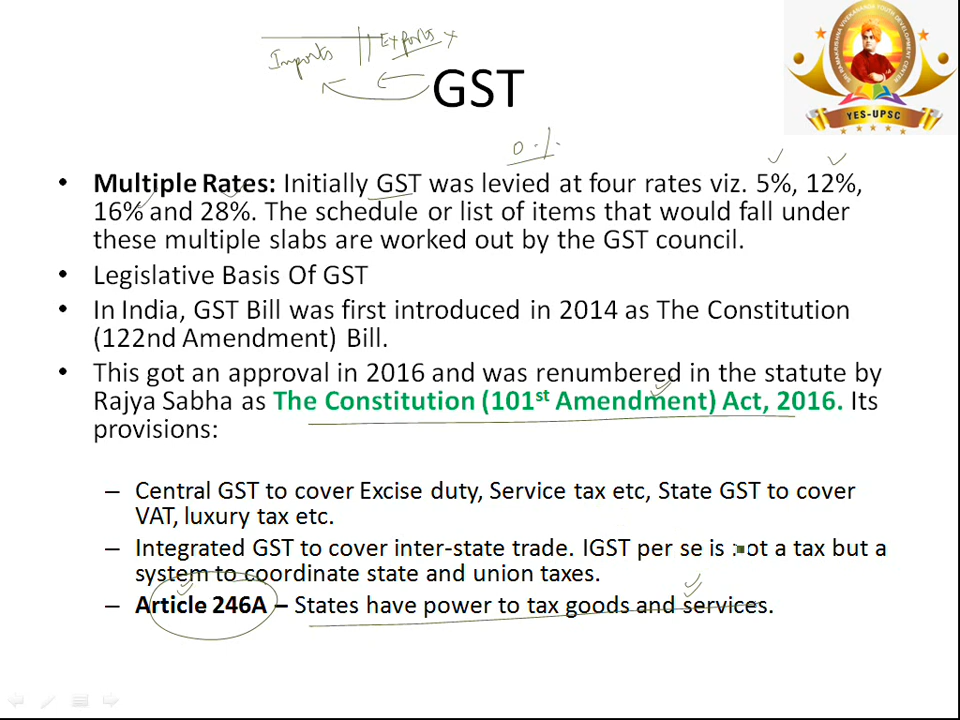 Imports Exports x
GST
0 %
• Multiple Rates: Initially GST was levied at four rates viz. 5%, 12%,
16% and 28%. The schedule or list of items that would fall under
these multiple slabs are worked out by the GST council.
• Legislative Basis Of GST
• In India, GST Bill was first introduced in 2014 as The Constitution
(122nd Amendment) Bill.
• This got an approval in 2016 and was renumbered in the statute by
Rajya Sabha as The Constitution (101st Amendment) Act, 2016. Its
provisions:
– Central GST to cover Excise duty, Service tax etc, State GST to cover
VAT, luxury tax etc.
– Integrated GST to cover inter-state trade. IGST per se is not a tax but a
system to coordinate state and union taxes.
– Article 246A – States have power to tax goods and services.
SRI RAMAKRISHNA VIVEKANANDA YOUTH DEVELOPMENT CENTER
YES-UPSC